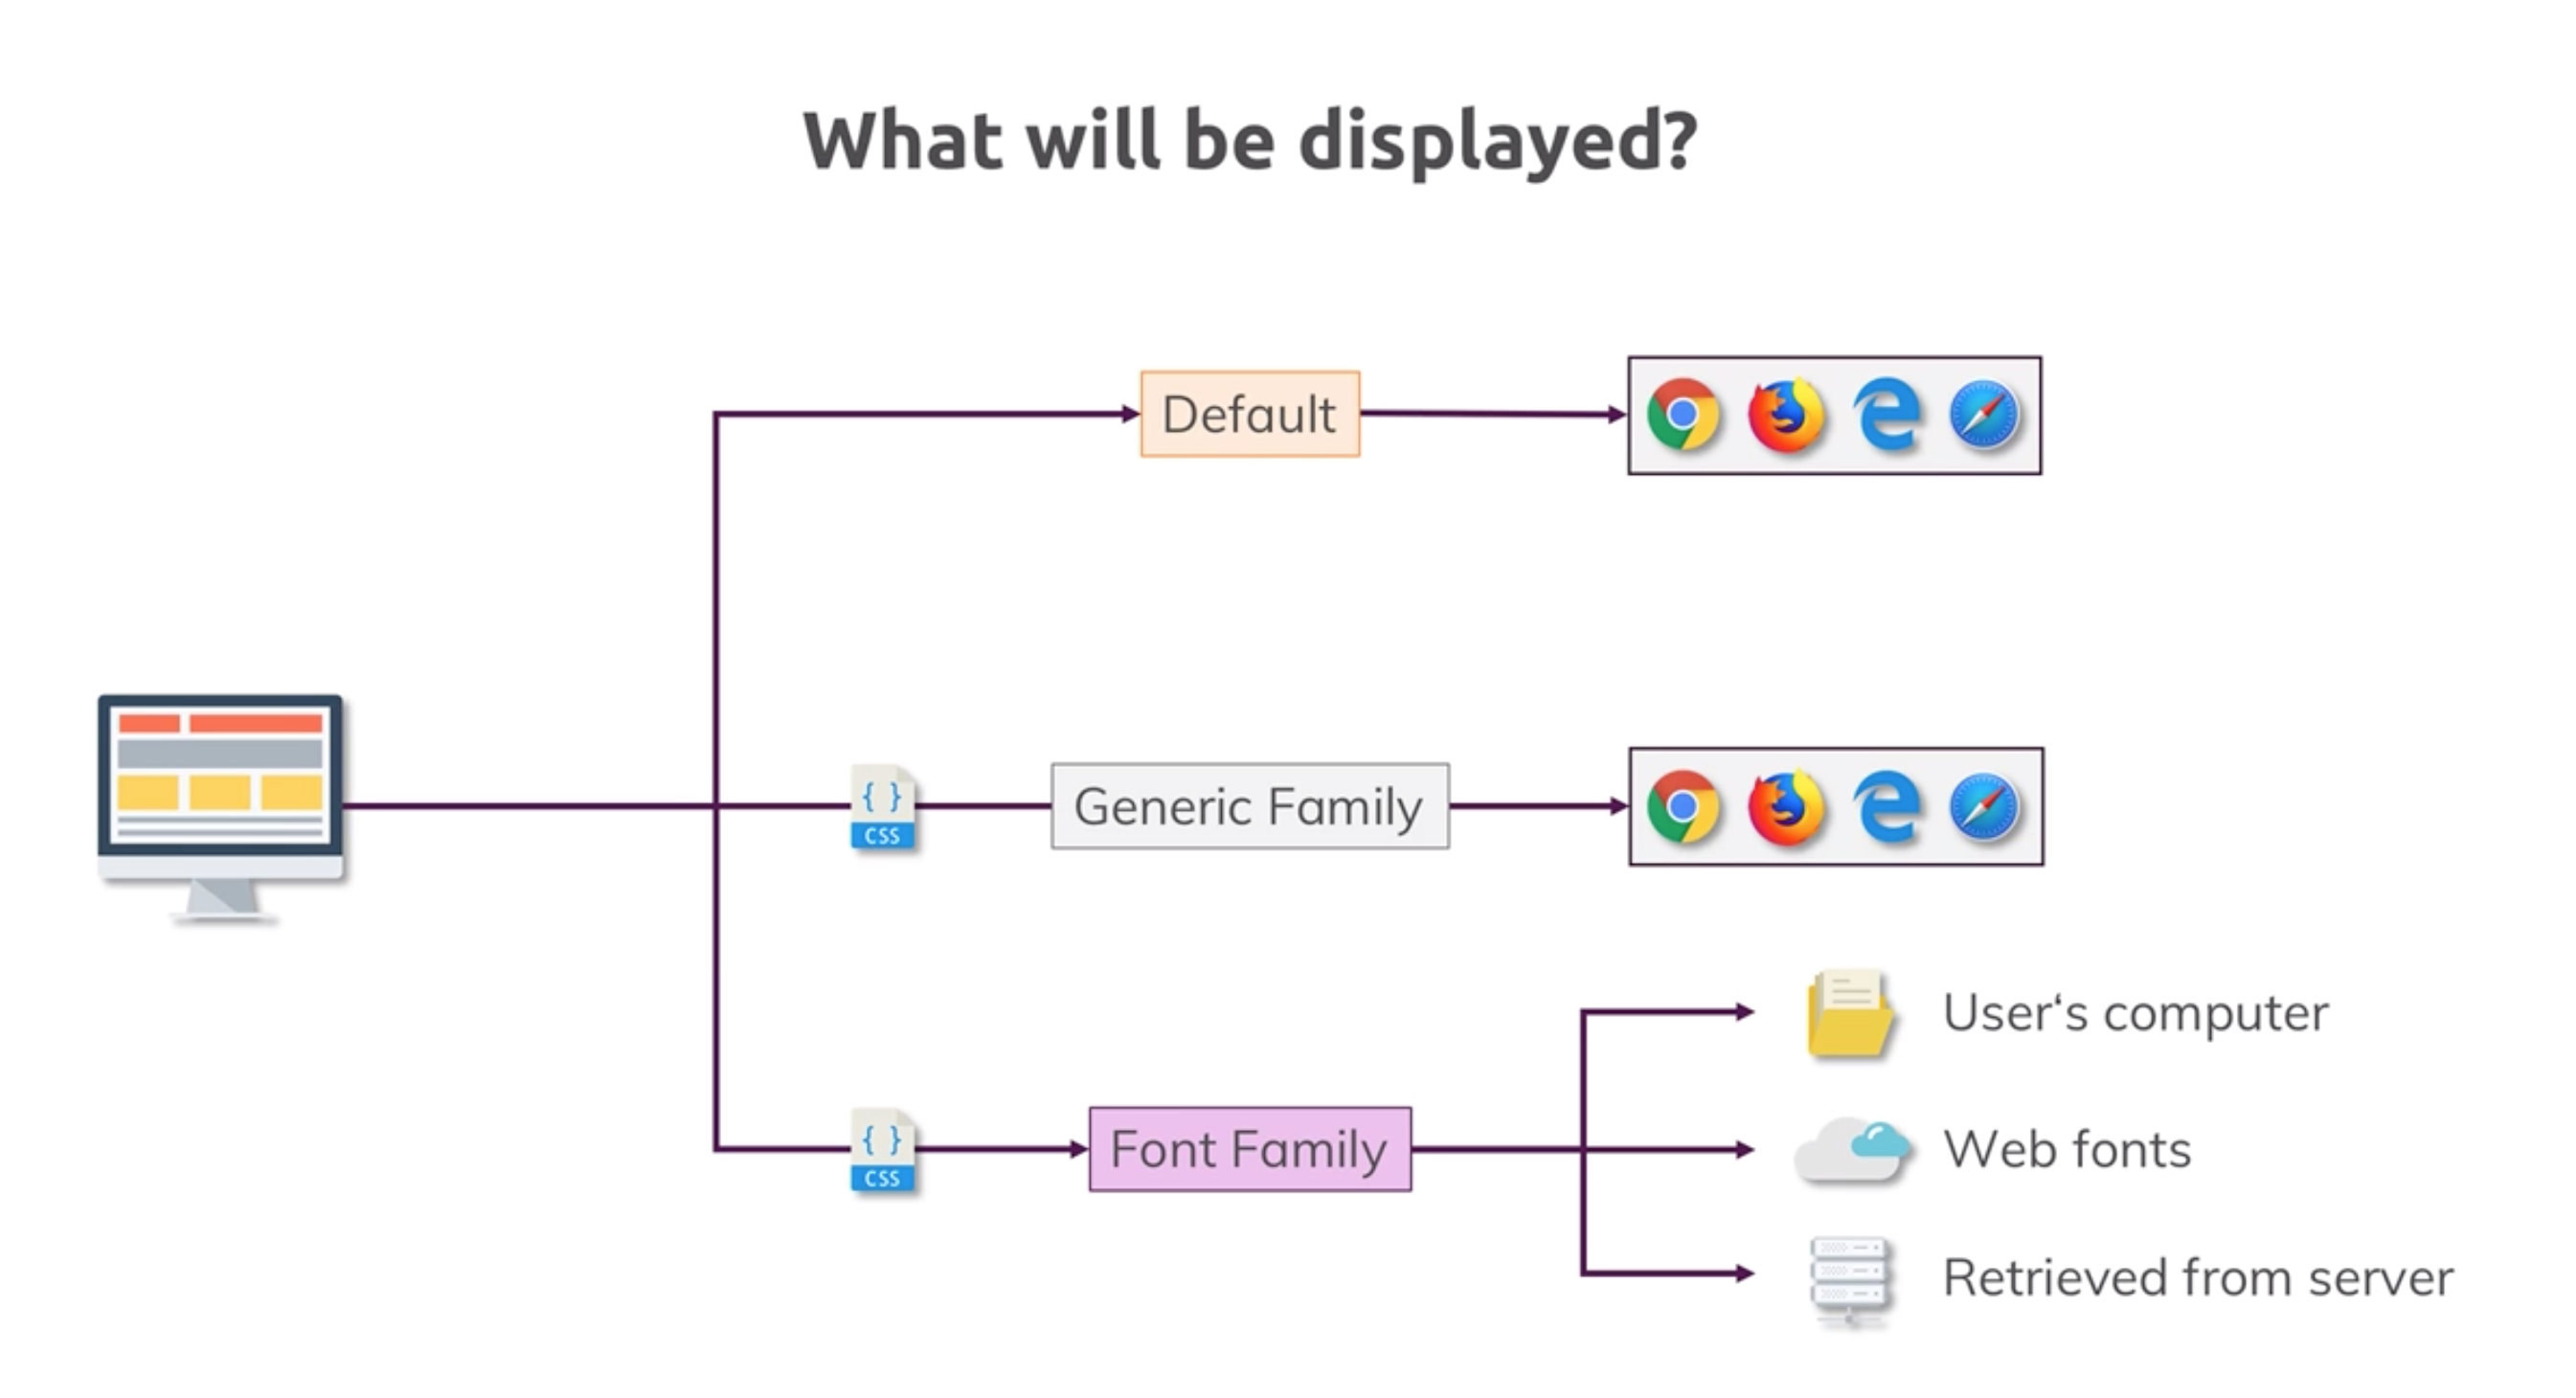 What will be displayed?
Default
{ }
CSS
Generic Family
User‘s computer
{ }
CSS
Font Family
Web fonts
Retrieved from server